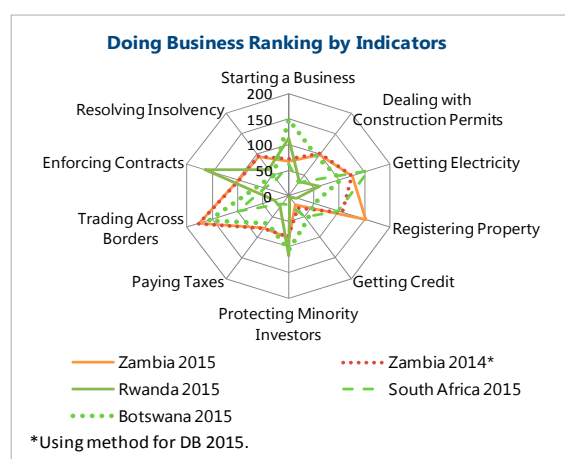 Doing Business Ranking by Indicators
Starting a Business
200
150
100
50
0
Dealing with
Construction Permits
Getting Electricity
Registering Property
Getting Credit
Protecting Minority
Investors
Paying Taxes
Trading Across
Borders
Enforcing Contracts
Resolving Insolvency
Zambia 2015
Zambia 2014*
Rwanda 2015
South Africa 2015
Botswana 2015
*Using method for DB 2015.